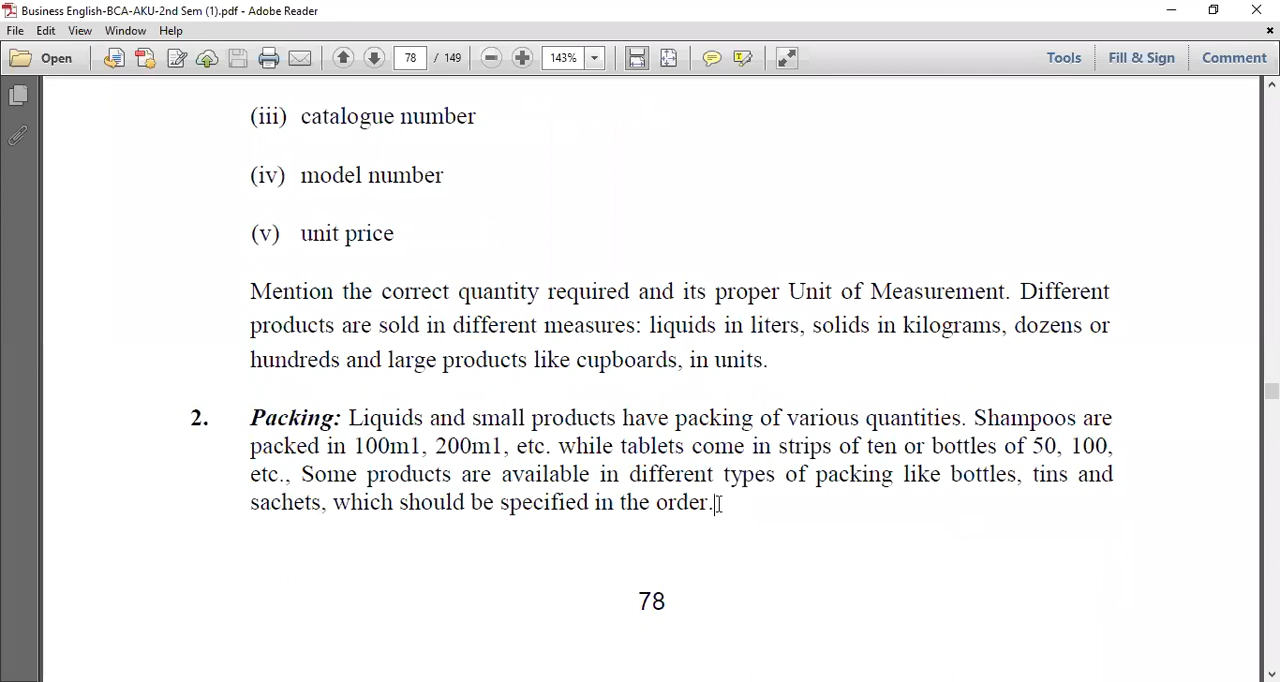 Business English-BCA-AKU-2nd Sem (1).pdf - Adobe Reader
File Edit View Window Help
Open 78 / 149 143% Tools Fill & Sign Comment
(iii) catalogue number
(iv) model number
(v) unit price
Mention the correct quantity required and its proper Unit of Measurement. Different
products are sold in different measures: liquids in liters, solids in kilograms, dozens or
hundreds and large products like cupboards, in units.
2. Packing: Liquids and small products have packing of various quantities. Shampoos are
packed in 100m1, 200m1, etc. while tablets come in strips of ten or bottles of 50, 100,
etc., Some products are available in different types of packing like bottles, tins and
sachets, which should be specified in the order.
78